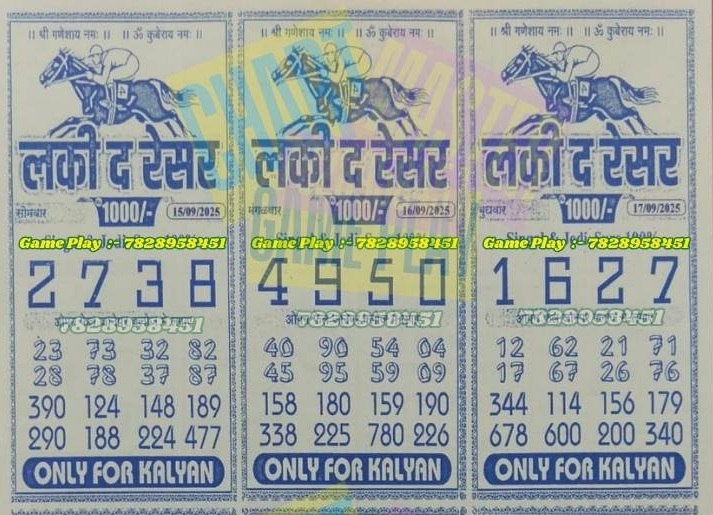 || श्री गणेशाय नमः || || ॐ कुबेराय नमः ||
लकी द रेसर
1000/-
सोमवार 15/09/2025
Game Play :- 7828958451
2 7 3 8
7828958451
23 73 32 82
28 78 37 87
390 124 148 189
290 188 224 477
ONLY FOR KALYAN
|| श्री गणेशाय नमः || || ॐ कुबेराय नमः ||
लकी द रेसर
1000/-
मंगळवार 16/09/2025
Game Play :- 7828958451
4 9 5 0
7828958451
40 90 54 04
45 95 59 09
158 180 159 190
338 225 780 226
ONLY FOR KALYAN
|| श्री गणेशाय नमः || || ॐ कुबेराय नमः ||
लकी द रेसर
1000/-
बुधवार 17/09/2025
Game Play :- 7828958451
1 6 2 7
7828958451
12 62 21 71
17 67 26 76
344 114 156 179
678 600 200 340
ONLY FOR KALYAN